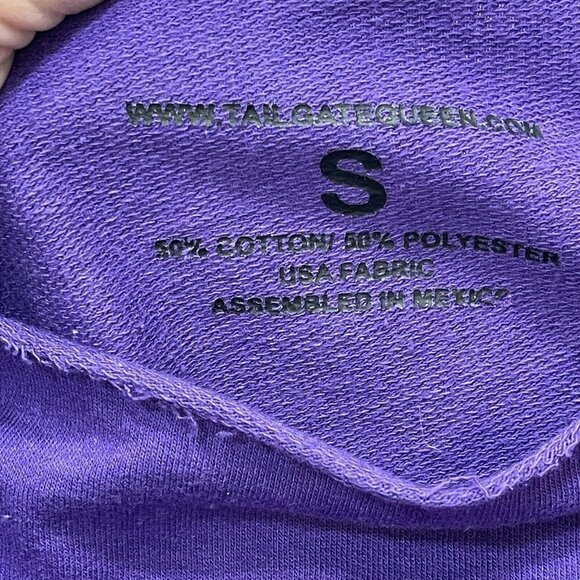 WWW.TAILGATEQUEEN.COM
S
50% COTTON/ 50% POLYESTER
USA FABRIC
ASSEMBLED IN MEXICO